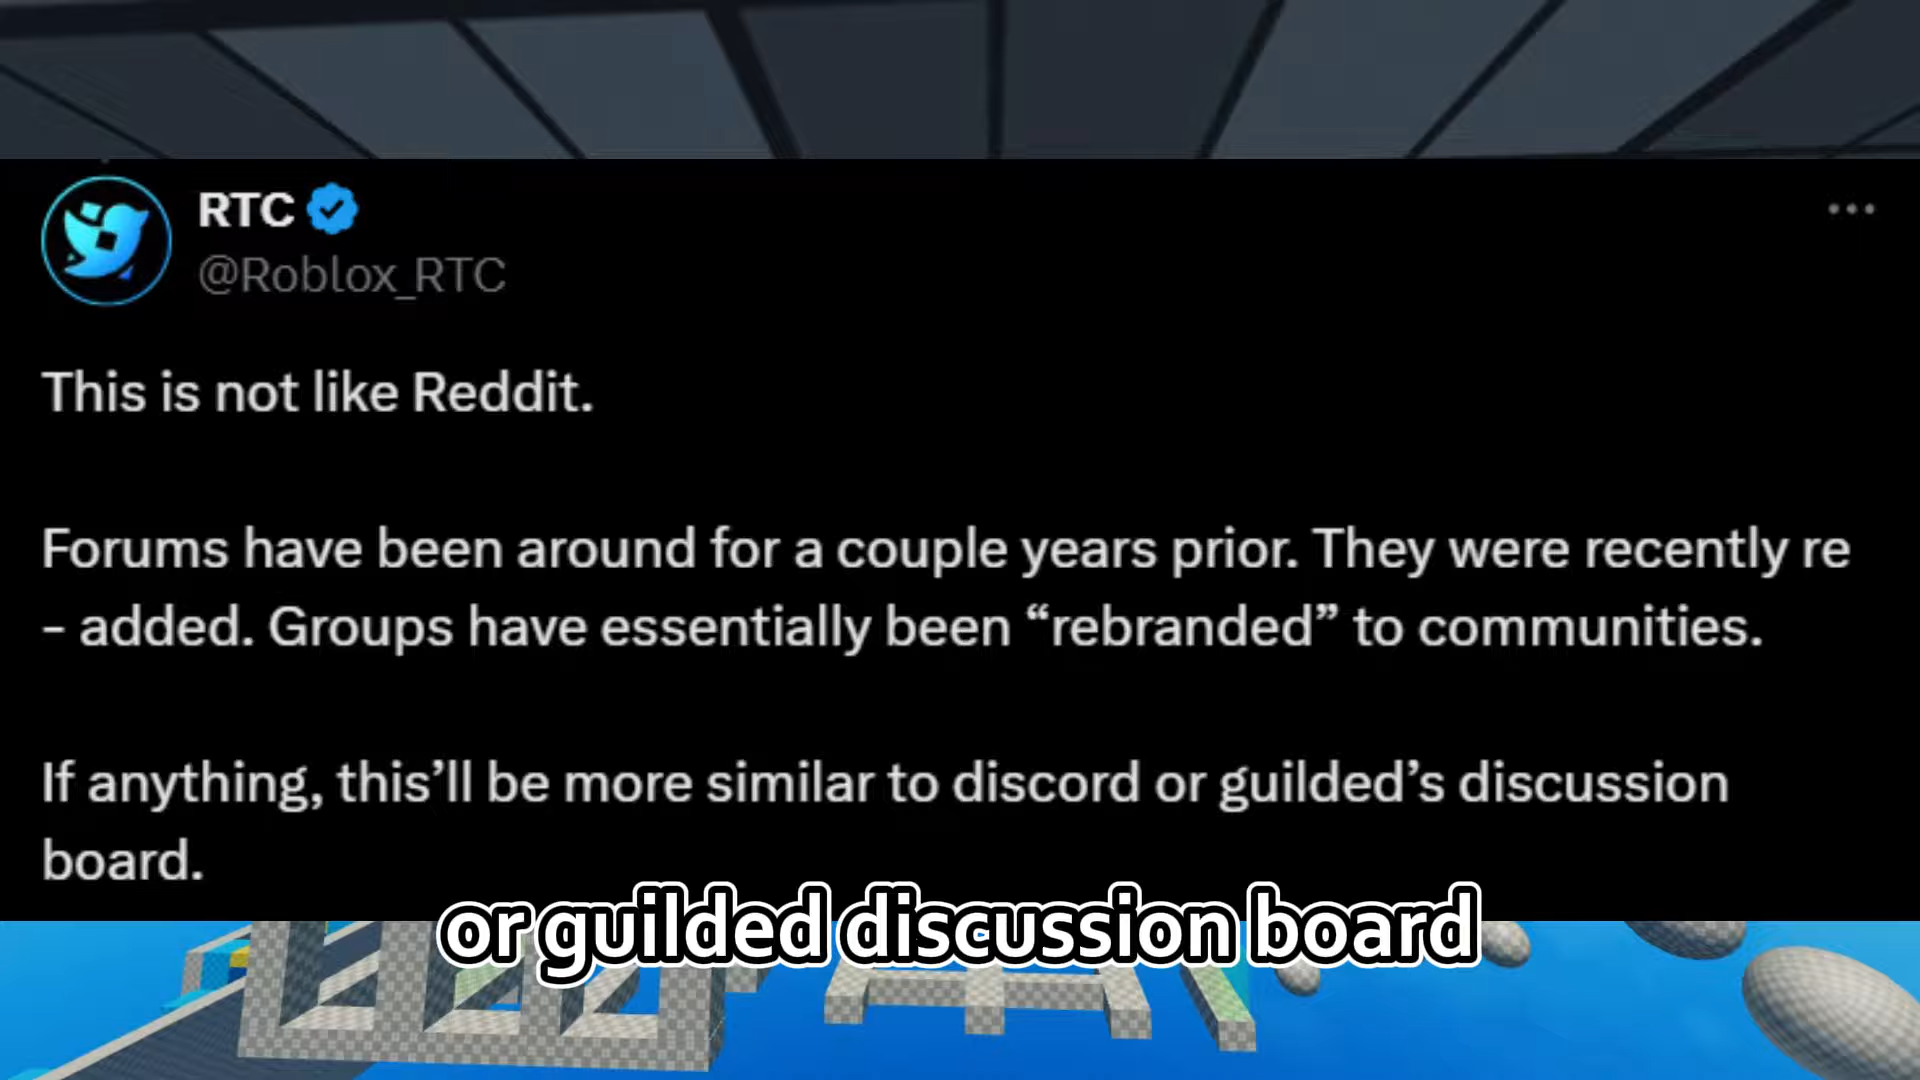 RTC
@Roblox_RTC
This is not like Reddit.
Forums have been around for a couple years prior. They were recently re
- added. Groups have essentially been “rebranded” to communities.
If anything, this’ll be more similar to discord or guilded’s discussion
board.
or guilded discussion board